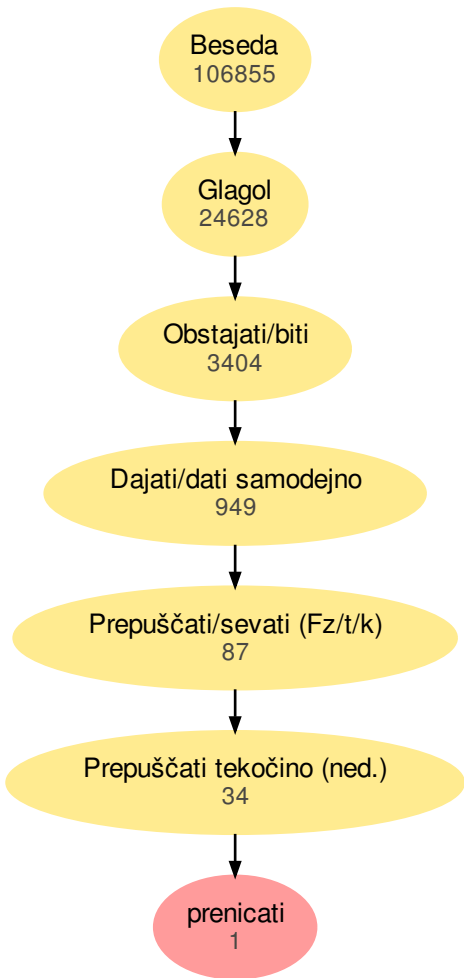 Beseda
106855
Glagol
24628
Obstajati/biti
3404
Dajati/dati samodejno
949
Prepuščati/sevati (Fz/t/k)
87
Prepuščati tekočino (ned.)
34
prenicati
1